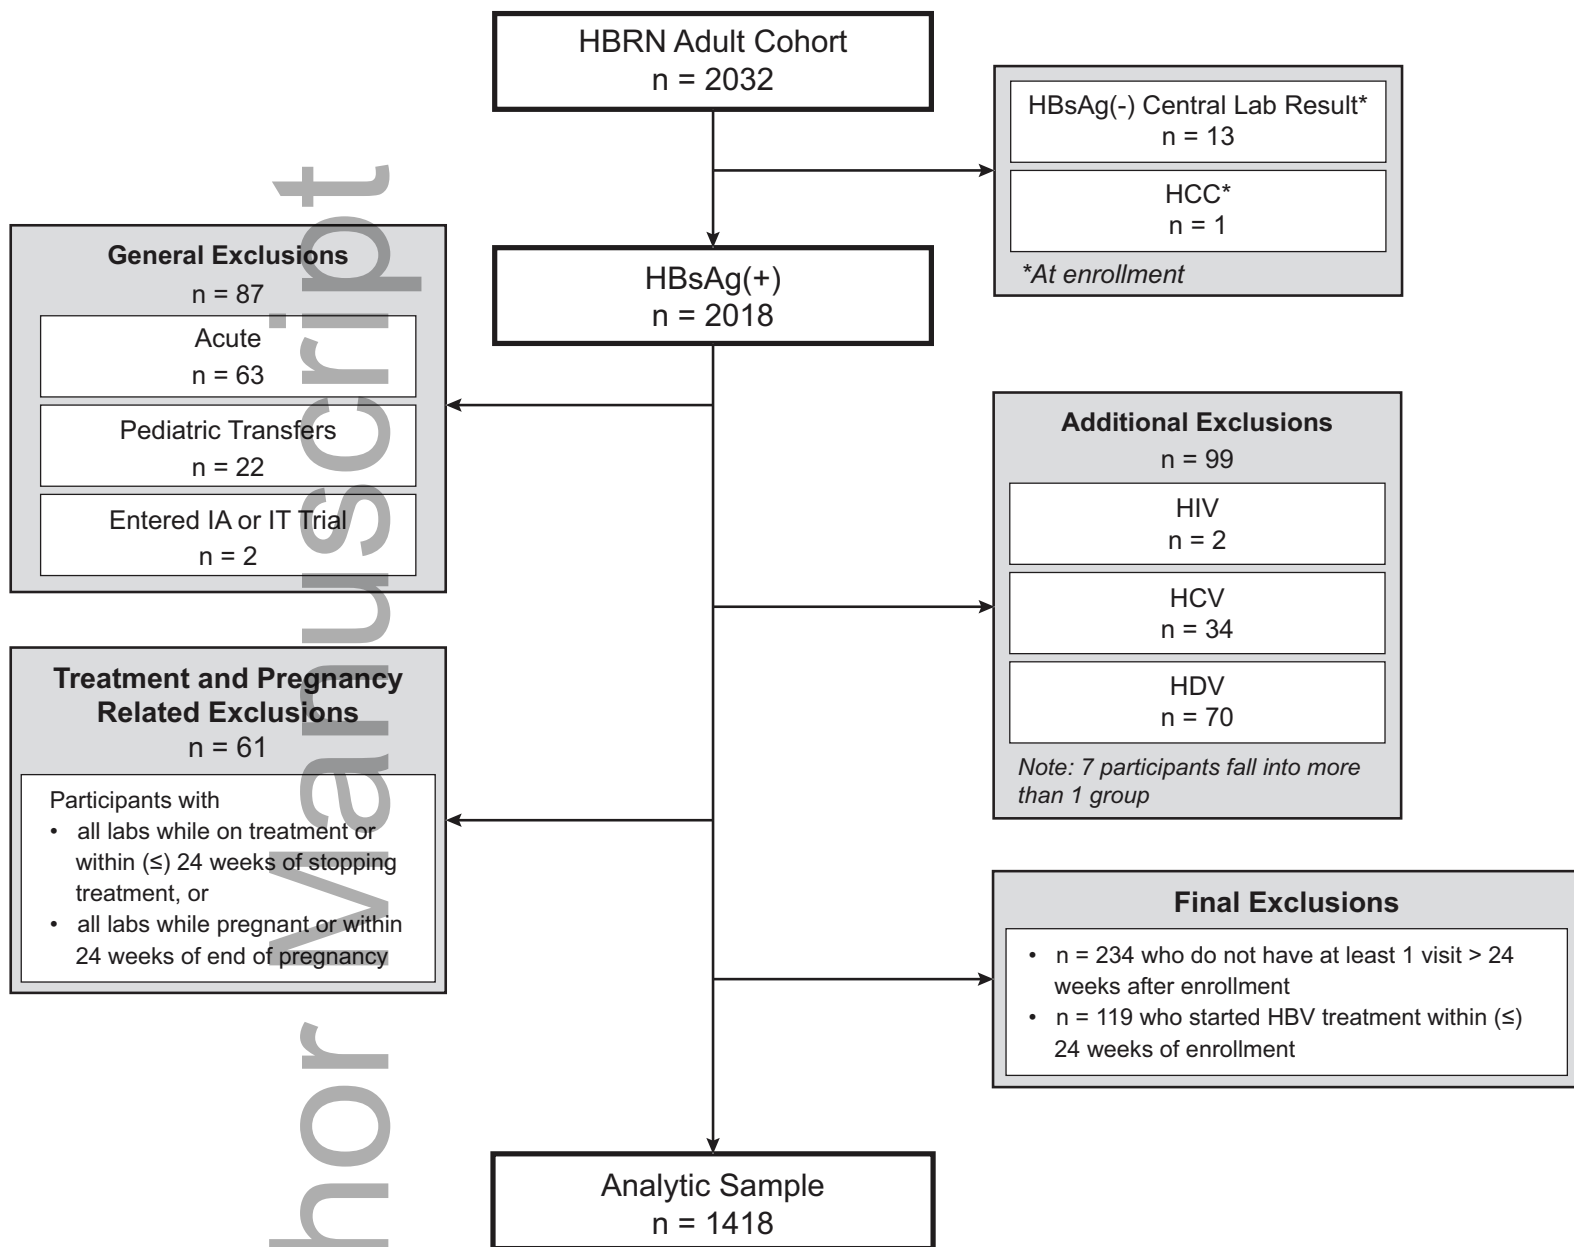 HBRN Adult Cohort
n = 2032
HBsAg(-) Central Lab Result*
n = 13
HCC*
n = 1
*At enrollment
HBsAg(+)
n = 2018
General Exclusions
n = 87
Acute
n = 63
Pediatric Transfers
n = 22
Entered IA or IT Trial
n = 2
Additional Exclusions
n = 99
HIV
n = 2
HCV
n = 34
HDV
n = 70
Note: 7 participants fall into more
than 1 group
Treatment and Pregnancy
Related Exclusions
n = 61
Participants with
• all labs while on treatment or
within (≤) 24 weeks of stopping
treatment, or
• all labs while pregnant or within
24 weeks of end of pregnancy
Final Exclusions
• n = 234 who do not have at least 1 visit > 24
weeks after enrollment
• n = 119 who started HBV treatment within (≤)
24 weeks of enrollment
Analytic Sample
n = 1418
hor Manuscript